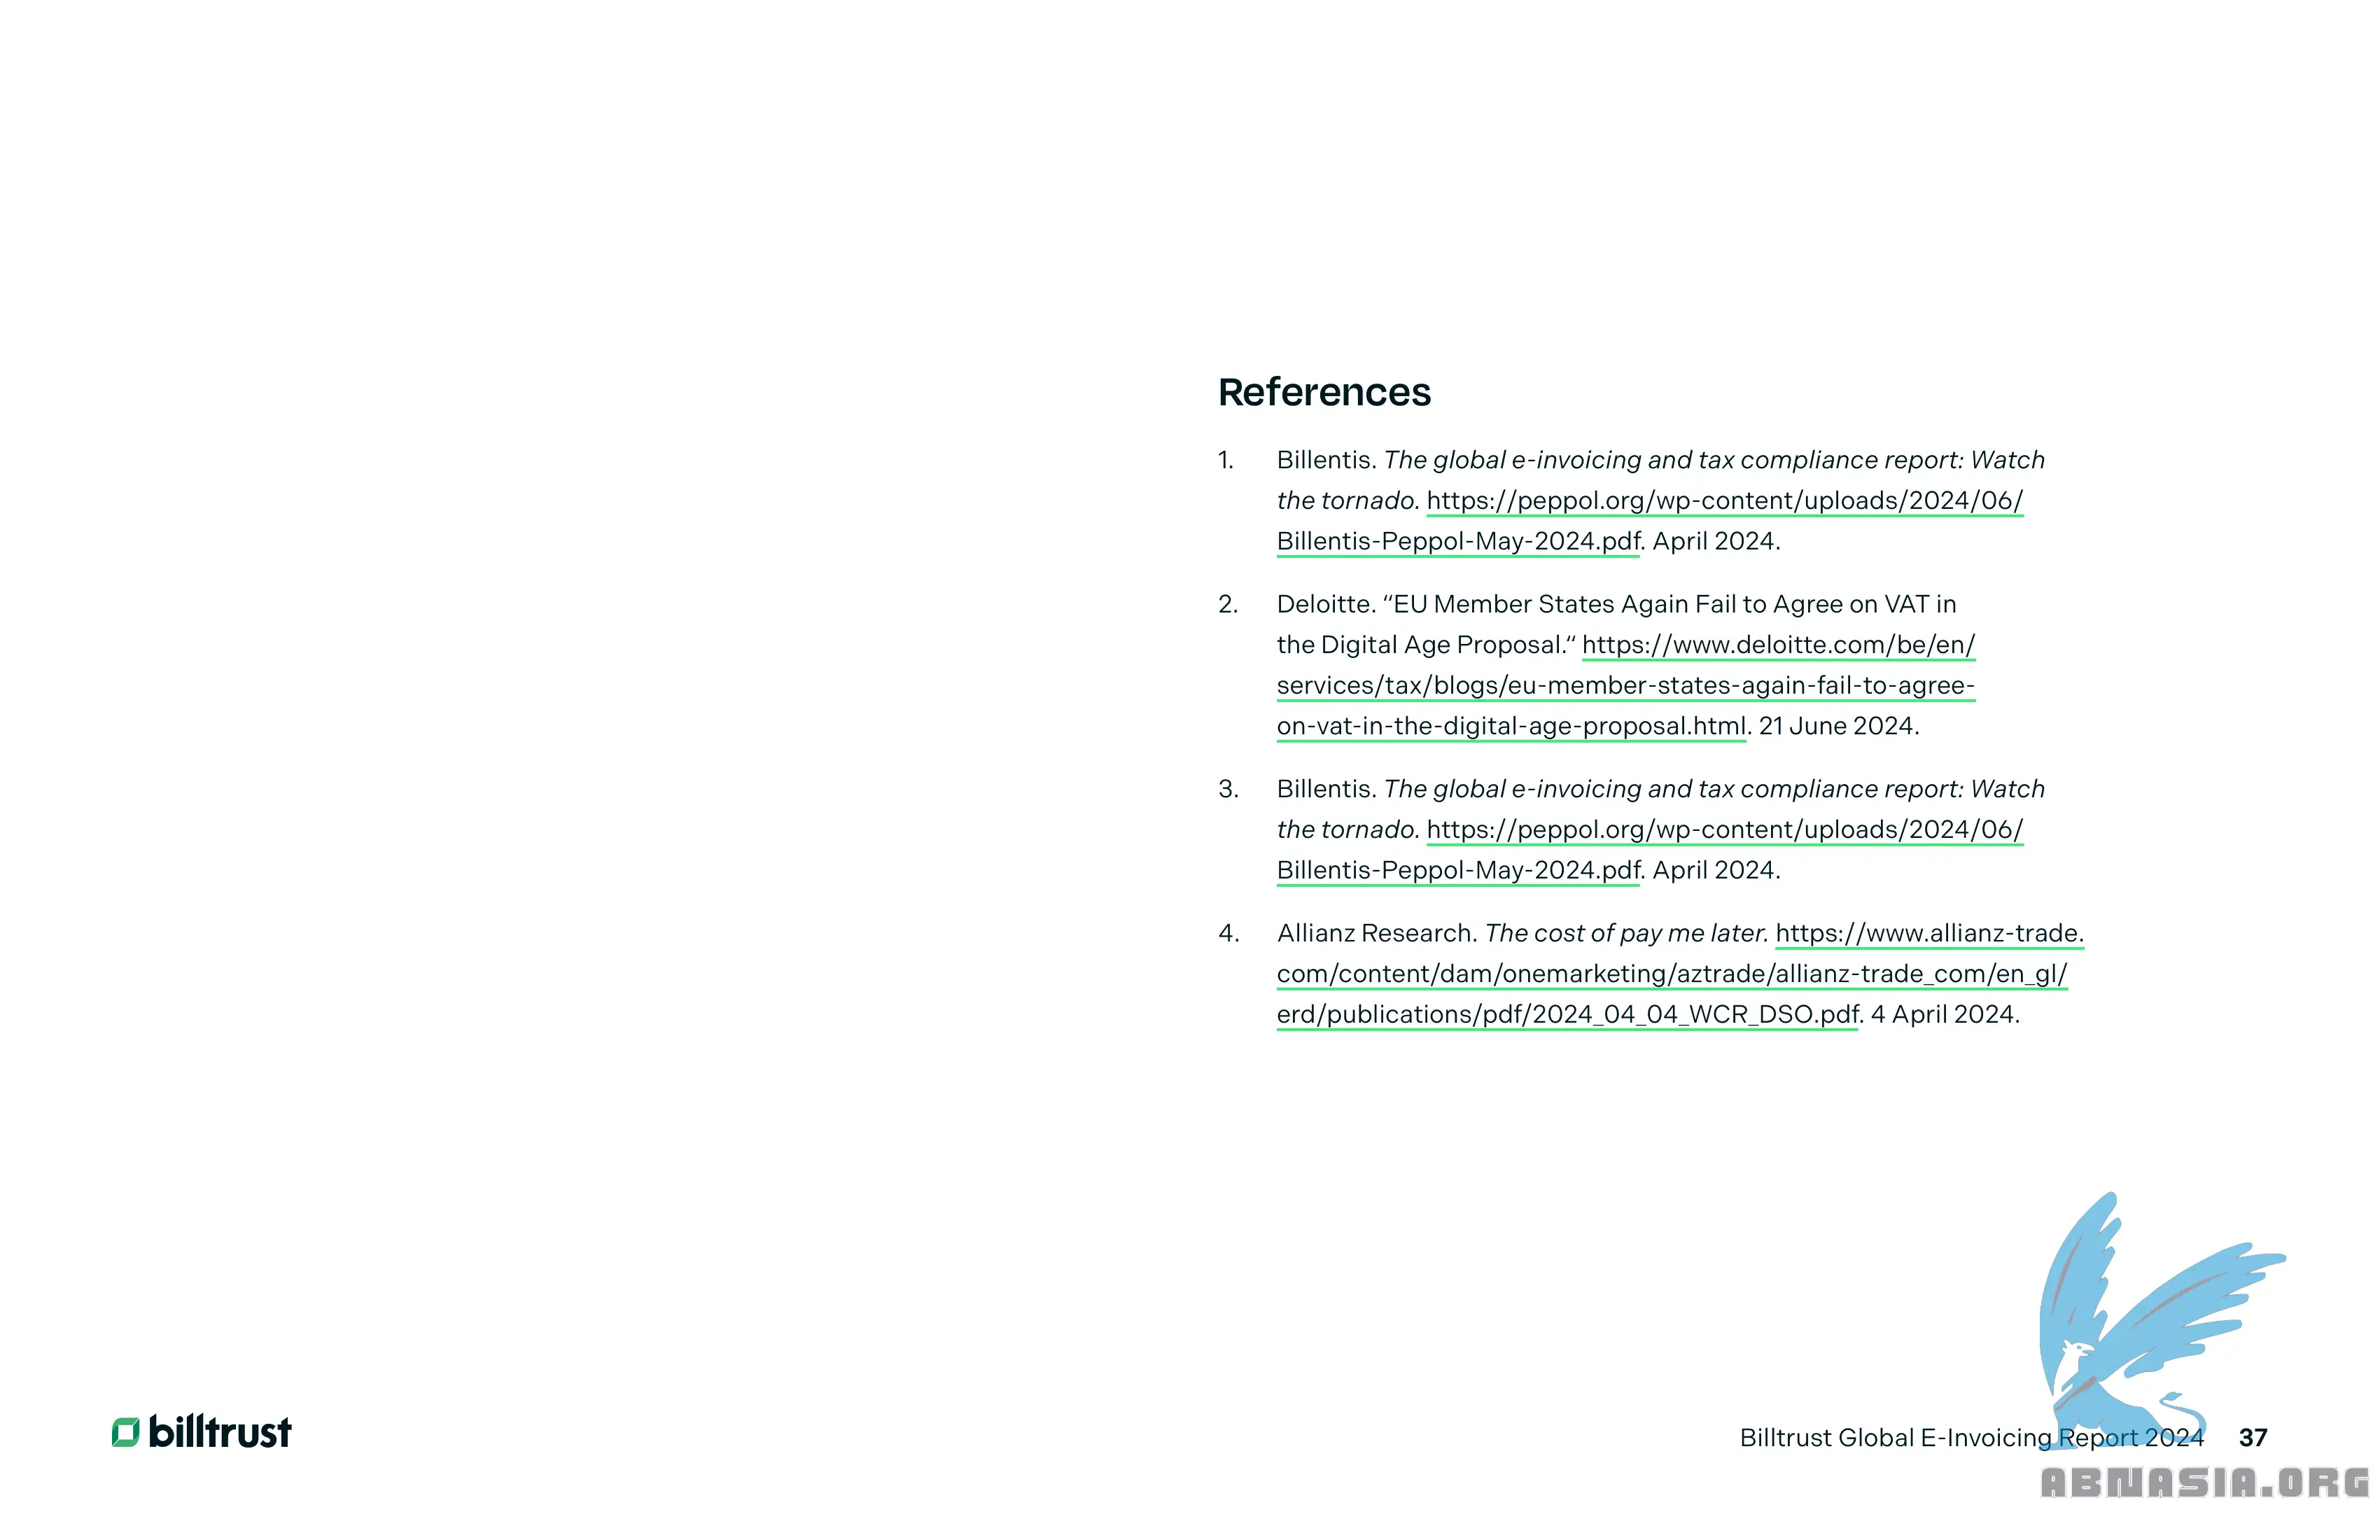 References
1. Billentis. The global e-invoicing and tax compliance report: Watch
the tornado. https://peppol.org/wp-content/uploads/2024/06/
Billentis-Peppol-May-2024.pdf. April 2024.
2. Deloitte. “EU Member States Again Fail to Agree on VAT in
the Digital Age Proposal.“ https://www.deloitte.com/be/en/
services/tax/blogs/eu-member-states-again-fail-to-agree-
on-vat-in-the-digital-age-proposal.html. 21 June 2024.
3. Billentis. The global e-invoicing and tax compliance report: Watch
the tornado. https://peppol.org/wp-content/uploads/2024/06/
Billentis-Peppol-May-2024.pdf. April 2024.
4. Allianz Research. The cost of pay me later. https://www.allianz-trade.
com/content/dam/onemarketing/aztrade/allianz-trade_com/en_gl/
erd/publications/pdf/2024_04_04_WCR_DSO.pdf. 4 April 2024.
billtrust
Billtrust Global E-Invoicing Report 2024 37
ABNASIA.ORG